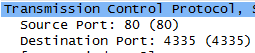 Transmission Control Protocol,
Source Port: 80 (80)
Destination Port: 4335 (4335)